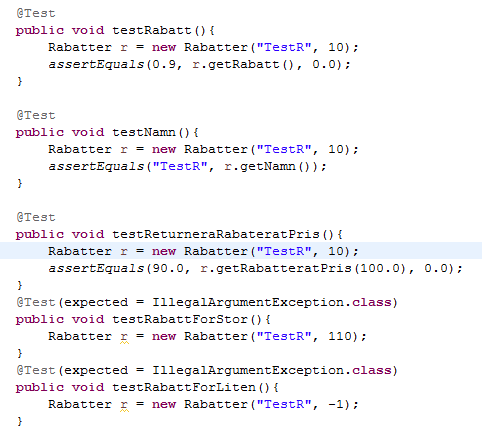 @Test
public void testRabatt(){
    Rabatter r = new Rabatter("TestR", 10);
    assertEquals(0.9, r.getRabatt(), 0.0);
}

@Test
public void testNamn(){
    Rabatter r = new Rabatter("TestR", 10);
    assertEquals("TestR", r.getNamn());
}

@Test
public void testReturneraRabateratPris(){
    Rabatter r = new Rabatter("TestR", 10);
    assertEquals(90.0, r.getRabatteratPris(100.0), 0.0);
}
@Test(expected = IllegalArgumentException.class)
public void testRabattForStor(){
    Rabatter r = new Rabatter("TestR", 110);
}
@Test(expected = IllegalArgumentException.class)
public void testRabattForLiten(){
    Rabatter r = new Rabatter("TestR", -1);
}